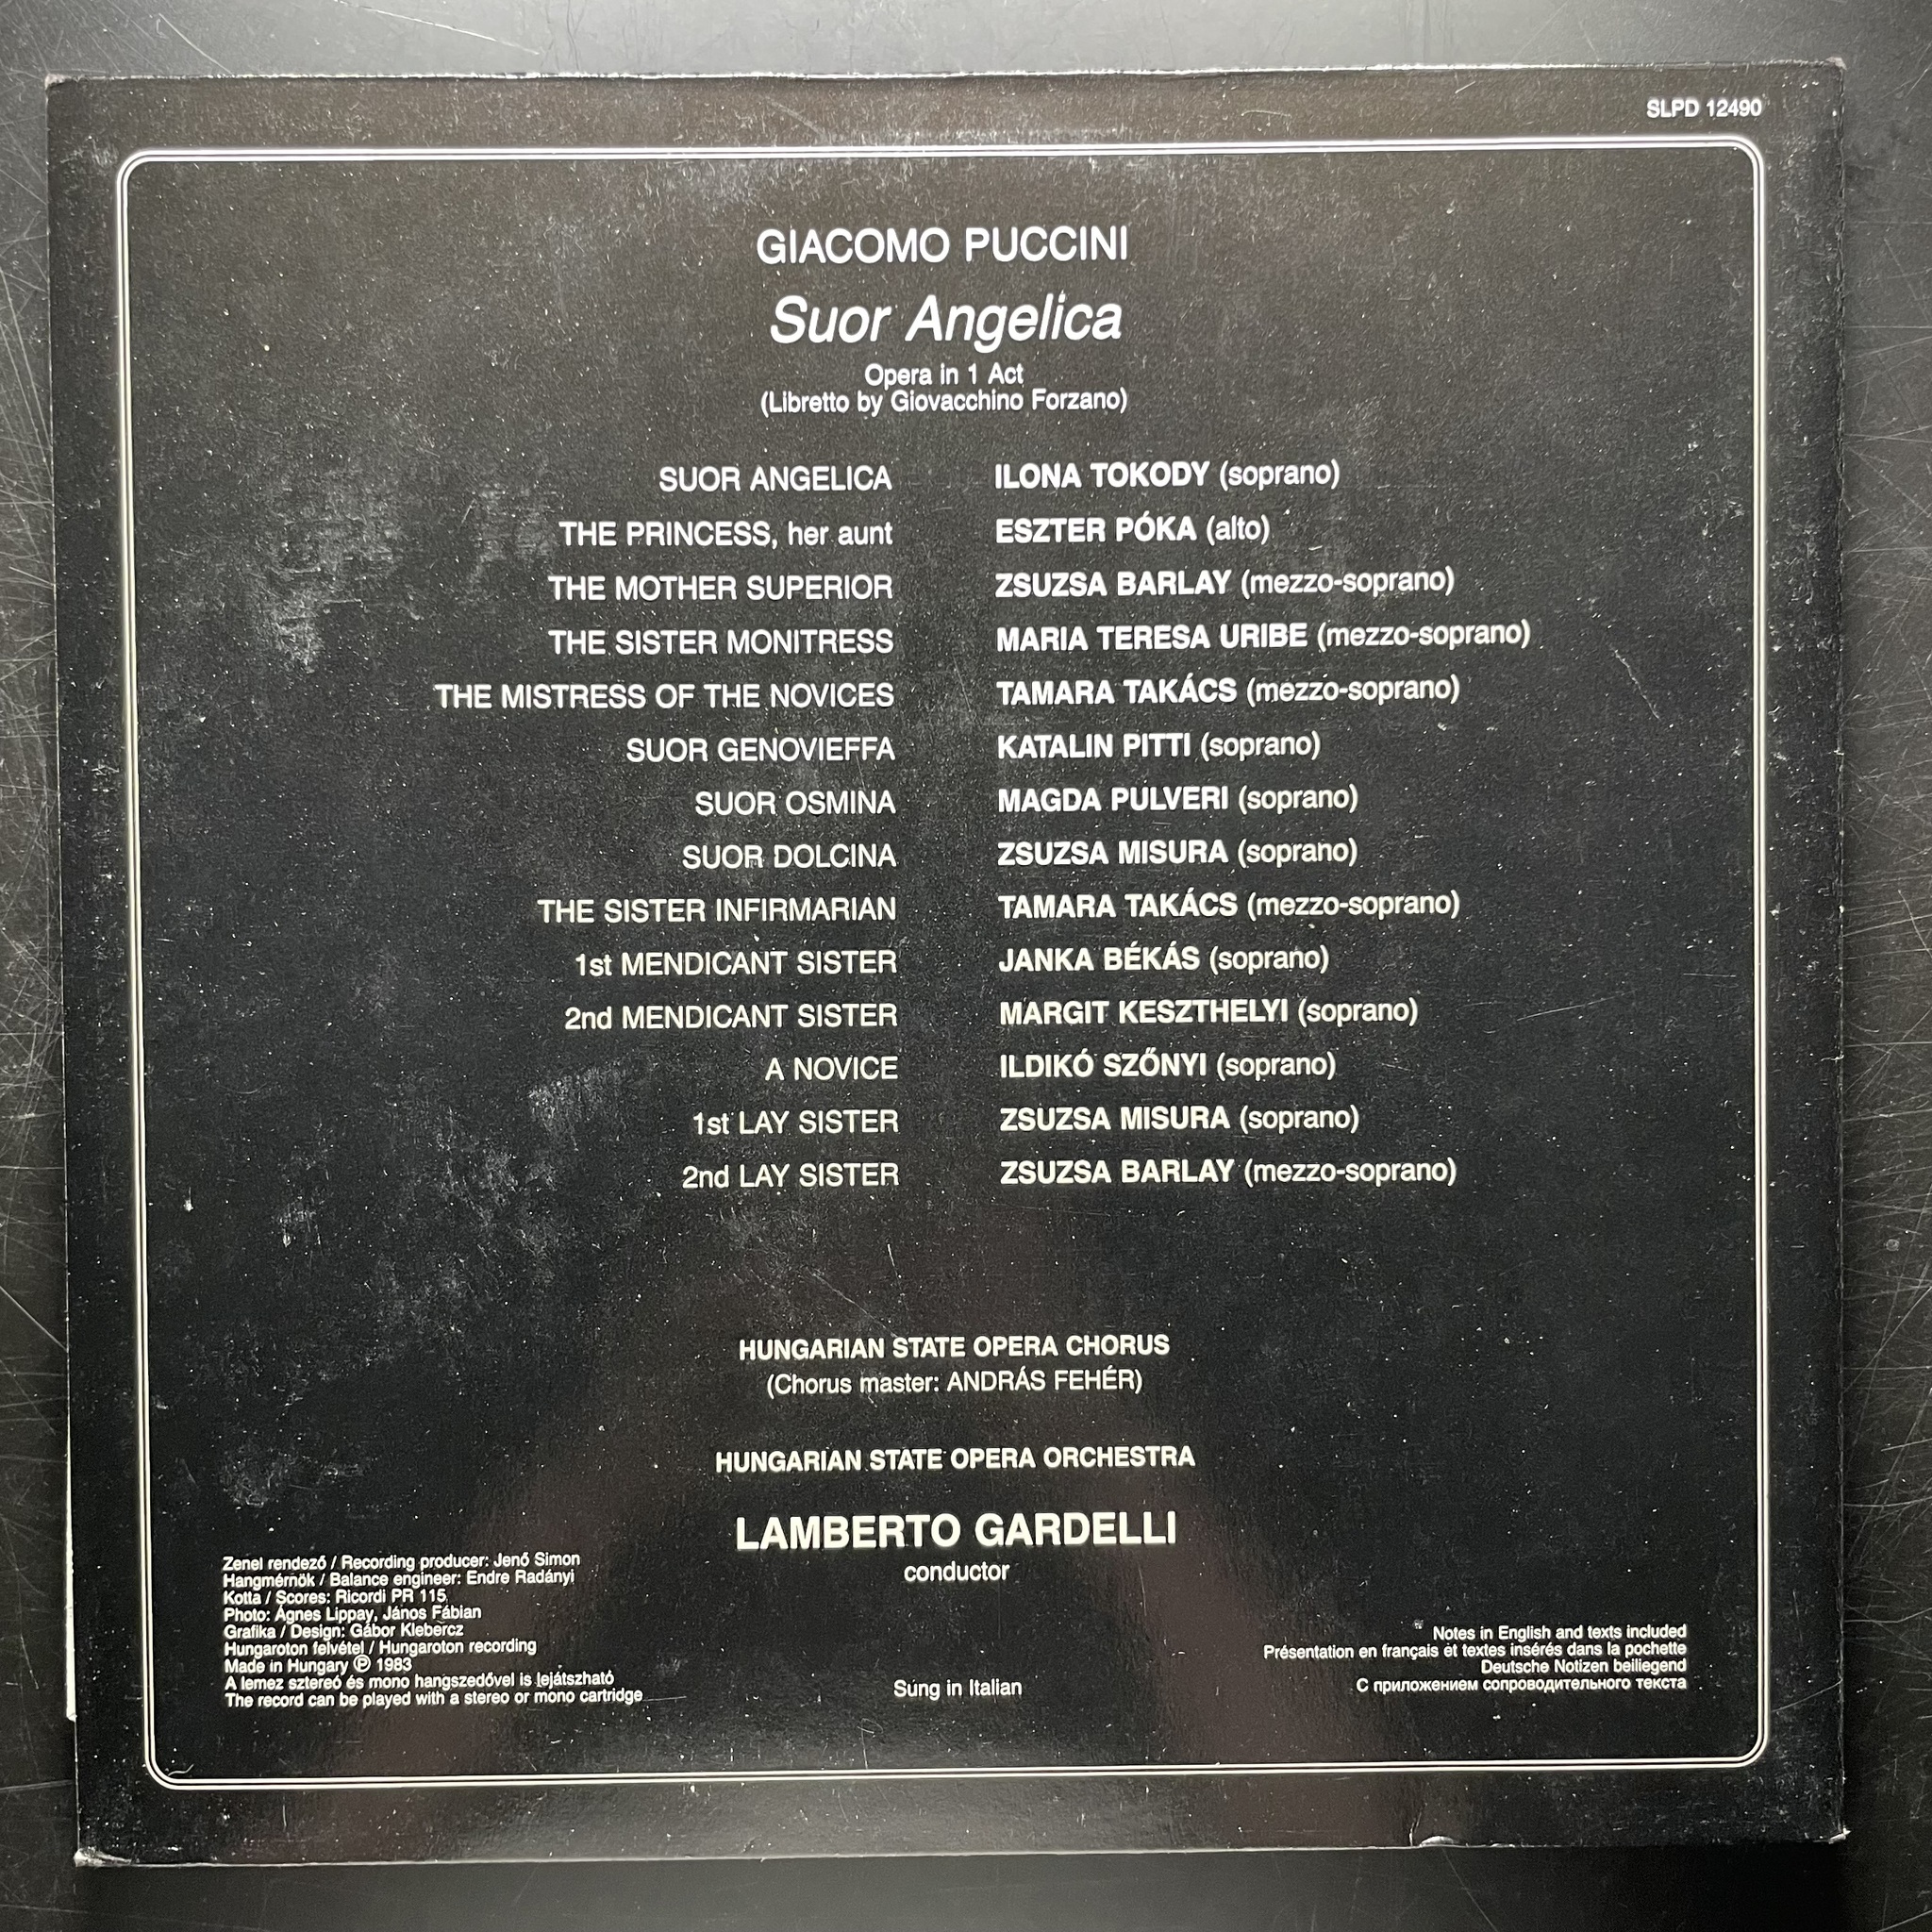 SLPD 12490
GIACOMO PUCCINI
Suor Angelica
Opera in 1 Act
(Libretto by Giovacchino Forzano)
SUOR ANGELICA ILONA TOKODY (soprano)
THE PRINCESS, her aunt ESZTER PÓKA (alto)
THE MOTHER SUPERIOR ZSUZSA BARLAY (mezzo-soprano)
THE SISTER MONITRESS MARIA TERESA URIBE (mezzo-soprano)
THE MISTRESS OF THE NOVICES TAMARA TAKÁCS (mezzo-soprano)
SUOR GENOVIEFFA KATALIN PITTI (soprano)
SUOR OSMINA MAGDA PULVERI (soprano)
SUOR DOLCINA ZSUZSA MISURA (soprano)
THE SISTER INFIRMARIAN TAMARA TAKÁCS (mezzo-soprano)
1st MENDICANT SISTER JANKA BÉKÁS (soprano)
2nd MENDICANT SISTER MARGIT KESZTHELYI (soprano)
A NOVICE ILDIKÓ SZŐNYI (soprano)
1st LAY SISTER ZSUZSA MISURA (soprano)
2nd LAY SISTER ZSUZSA BARLAY (mezzo-soprano)
HUNGARIAN STATE OPERA CHORUS
(Chorus master: ANDRÁS FEHÉR)
HUNGARIAN STATE OPERA ORCHESTRA
LAMBERTO GARDELLI
conductor
Zenei rendező / Recording producer: Jenő Simon
Hangmérnök / Balance engineer: Endre Radányi
Kotta / Scores: Ricordi PR 115
Photo: Ágnes Lippay, János Fábian
Grafika / Design: Gábor Klebercz
Hungaroton felvétel / Hungaroton recording
Made in Hungary ℗ 1983
A lemez sztereó és mono hangszedővel is lejátszható
The record can be played with a stereo or mono cartridge
Sung in Italian
Notes in English and texts included
Présentation en français et textes insérés dans la pochette
Deutsche Notizen beiliegend
С приложением сопроводительного текста